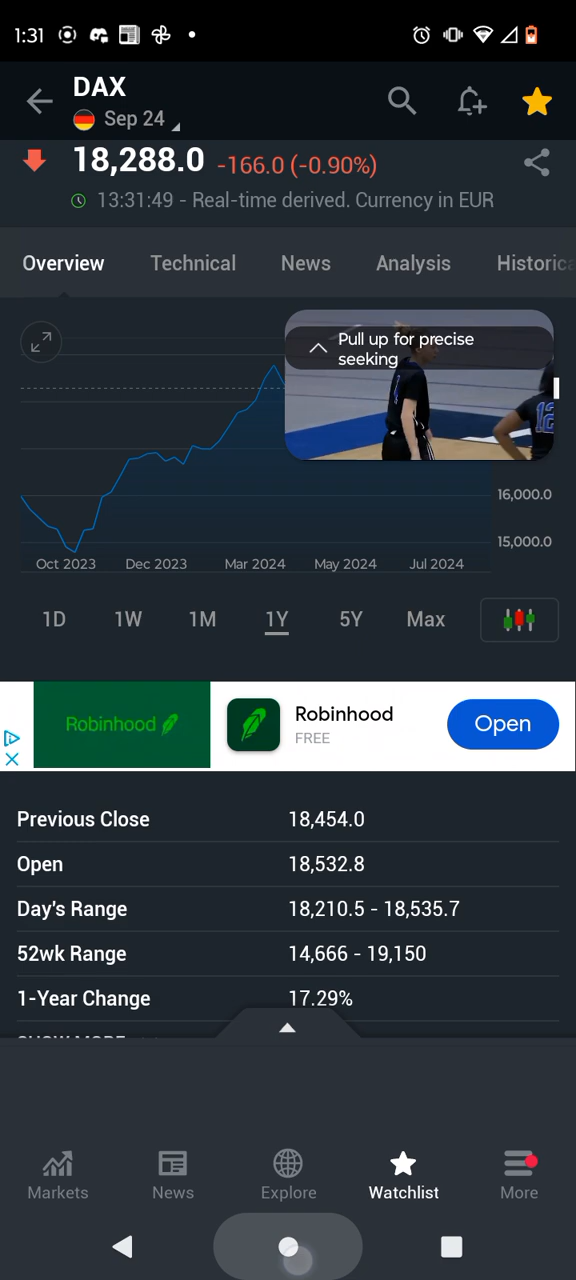 1:31
DAX
Sep 24
18,288.0 -166.0 (-0.90%)
13:31:49 - Real-time derived. Currency in EUR
Overview Technical News Analysis Historica
Pull up for precise
seeking
12
16,000.0
15,000.0
Oct 2023 Dec 2023 Mar 2024 May 2024 Jul 2024
1D 1W 1M 1Y 5Y Max
Robinhood
Robinhood
FREE
Open
Previous Close 18,454.0
Open 18,532.8
Day's Range 18,210.5 - 18,535.7
52wk Range 14,666 - 19,150
1-Year Change 17.29%
SHOW MORE
Markets News Explore Watchlist More